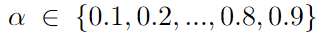 α ∈ {0.1, 0.2, ..., 0.8, 0.9}